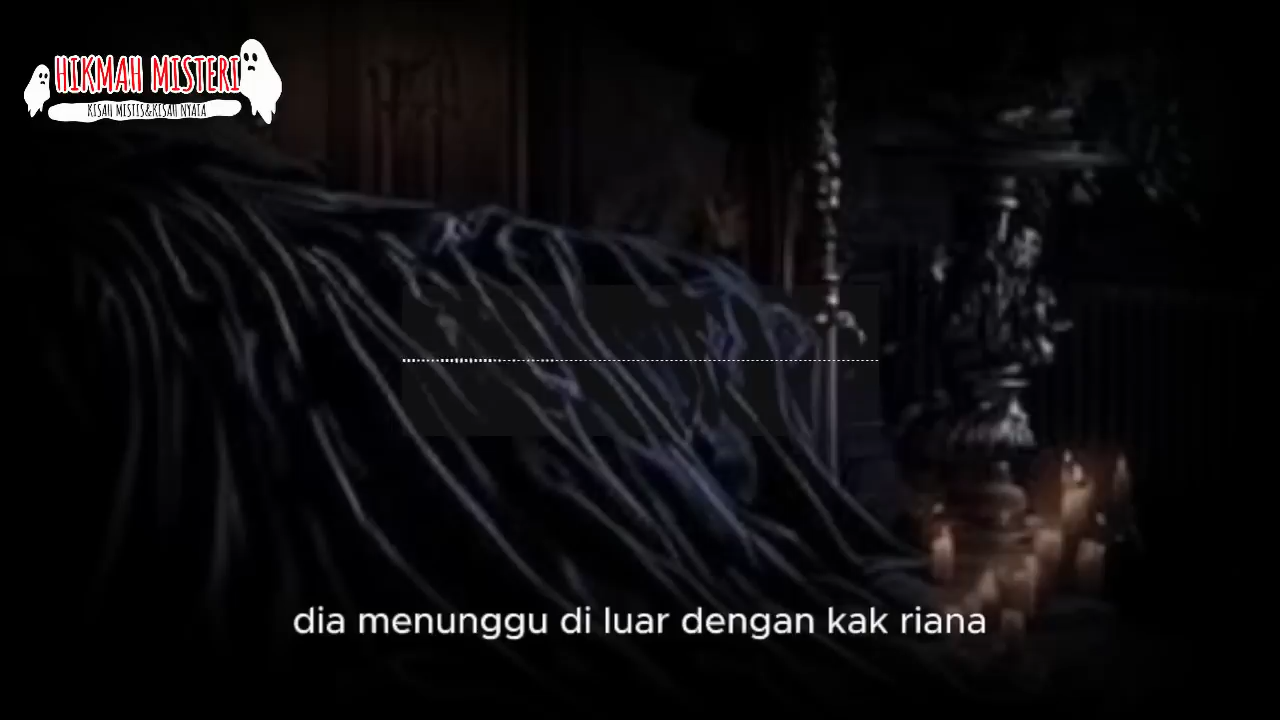 HIKMAH MISTERI
KISAH MISTIS&KISAH NYATA
dia menunggu di luar dengan kak riana